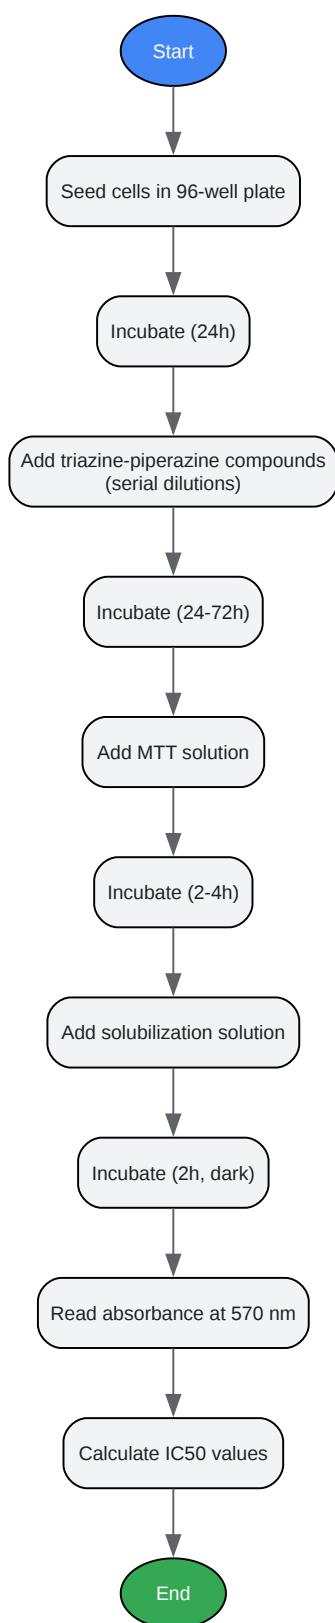 Start
Seed cells in 96-well plate
Incubate (24h)
Add triazine-piperazine compounds
(serial dilutions)
Incubate (24-72h)
Add MTT solution
Incubate (2-4h)
Add solubilization solution
Incubate (2h, dark)
Read absorbance at 570 nm
Calculate IC50 values
End